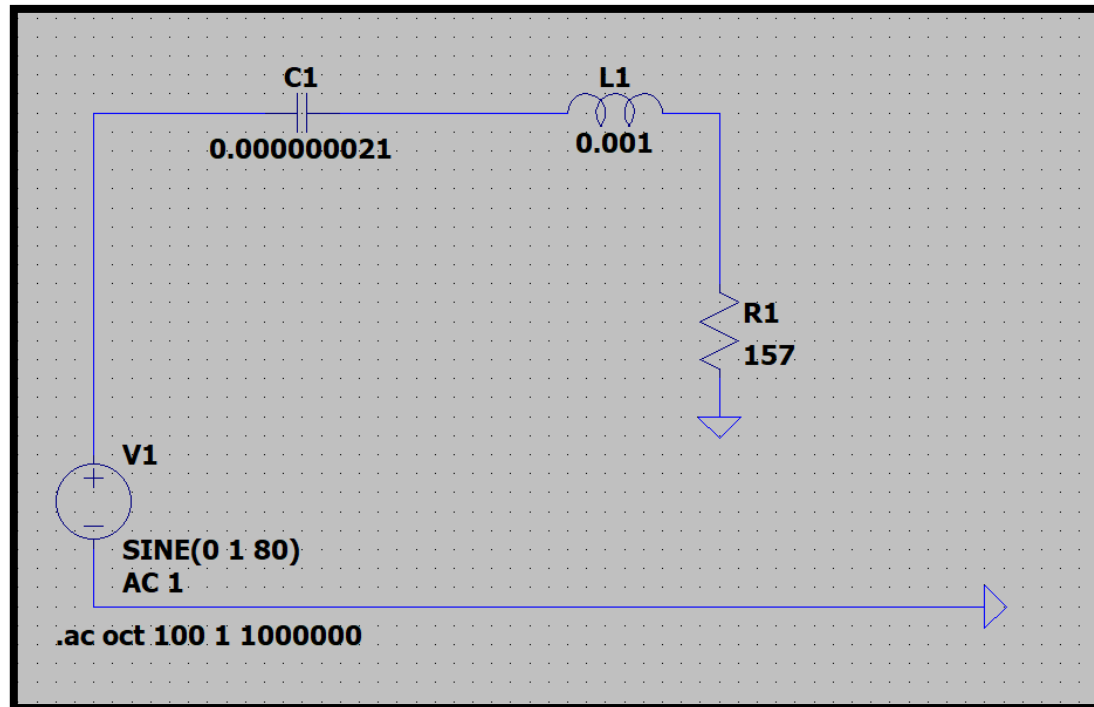 C1
0.000000021
L1
0.001
R1
157
V1
SINE(0 1 80)
AC 1
.ac oct 100 1 1000000